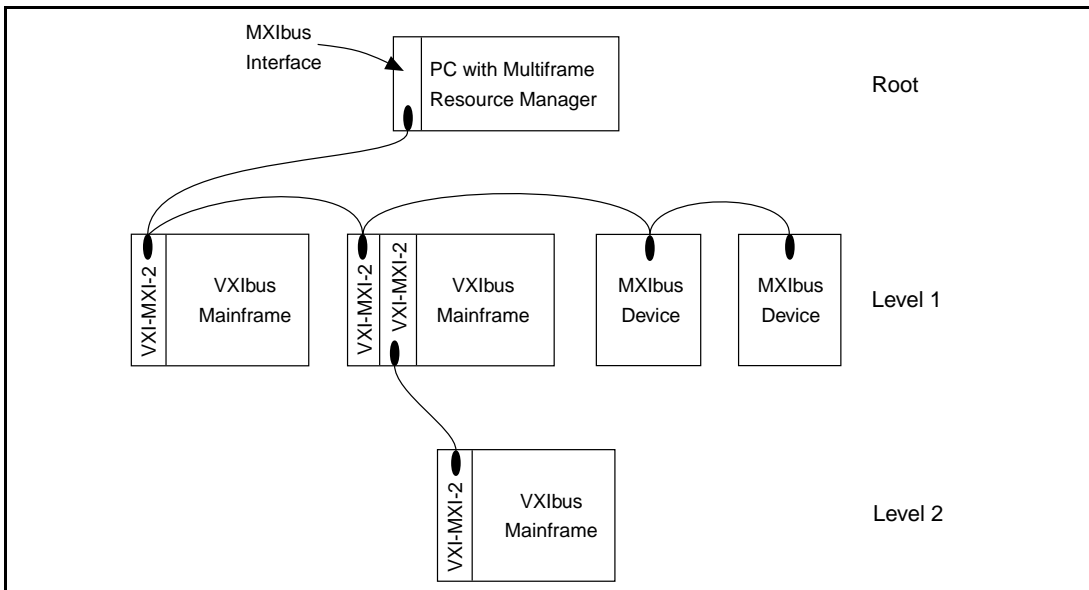 MXIbus
Interface
PC with Multiframe
Resource Manager
Root
VXI-MXI-2
VXIbus
Mainframe
VXI-MXI-2
VXI-MXI-2
VXIbus
Mainframe
MXIbus
Device
MXIbus
Device
Level 1
VXI-MXI-2
VXIbus
Mainframe
Level 2